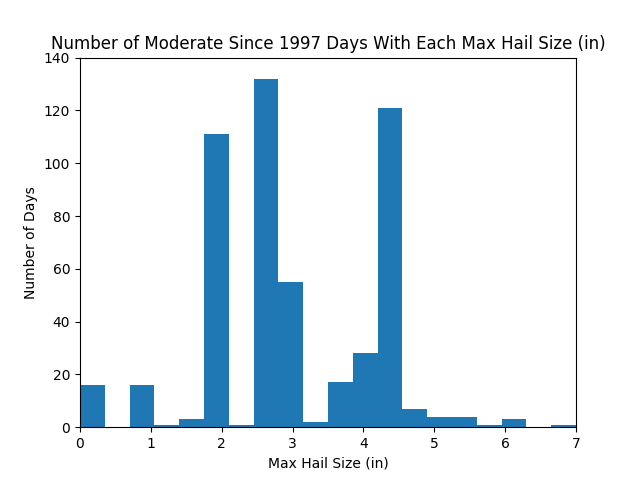 Number of Moderate Since 1997 Days With Each Max Hail Size (in)
140
120
100
80
60
40
20
0
Number of Days
0 1 2 3 4 5 6 7
Max Hail Size (in)